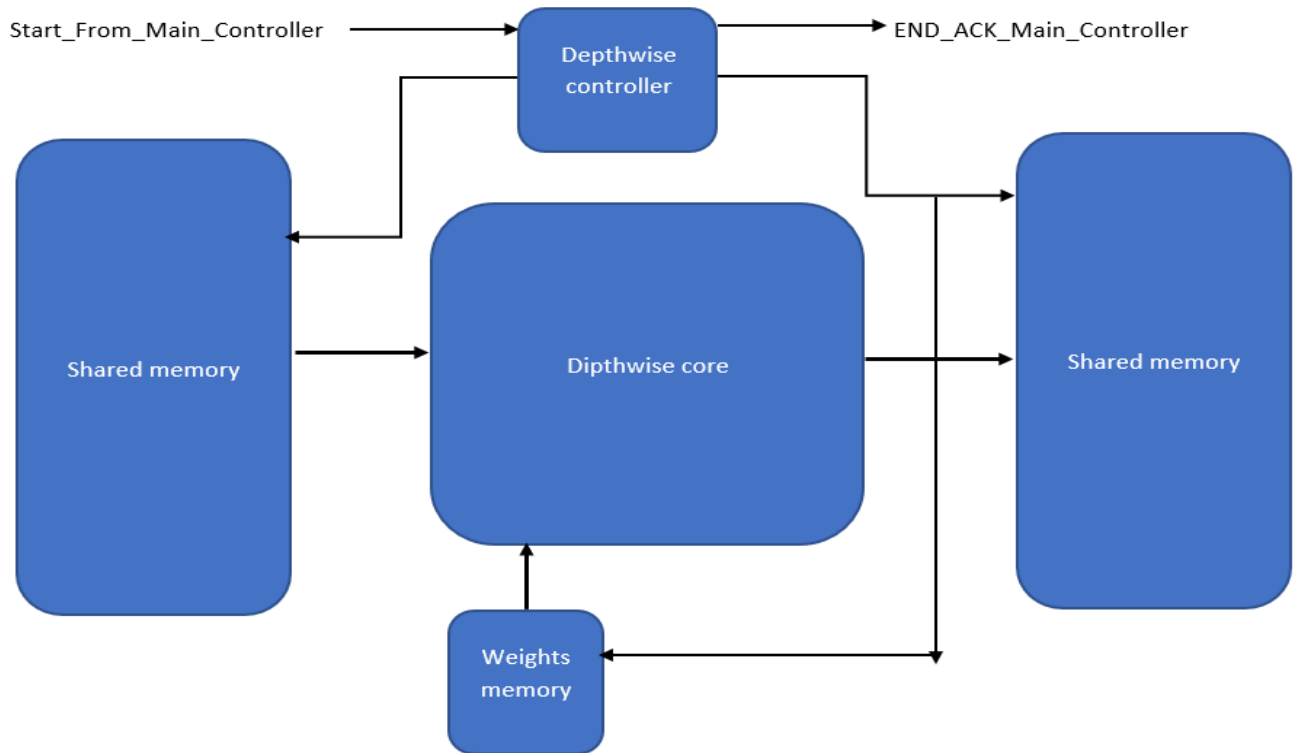 Start_From_Main_Controller
END_ACK_Main_Controller
Depthwise
controller
Shared memory
Dipthwise core
Shared memory
Weights
memory